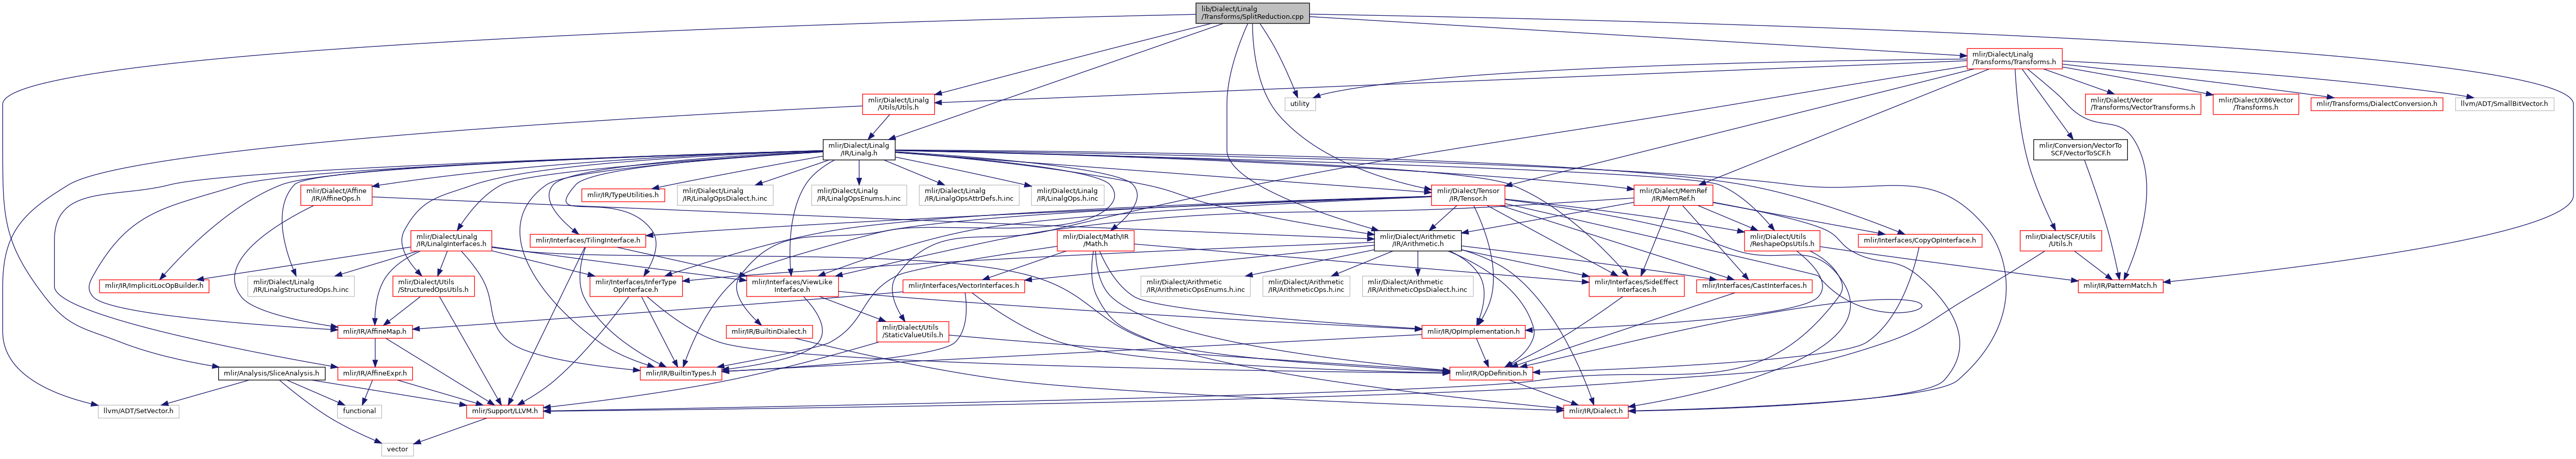 lib/Dialect/Linalg
/Transforms/SplitReduction.cpp
mlir/Dialect/Linalg
/Transforms/Transforms.h
mlir/Dialect/Linalg
/Utils/Utils.h
utility
mlir/Dialect/Vector
/Transforms/VectorTransforms.h
mlir/Dialect/X86Vector
/Transforms.h
mlir/Transforms/DialectConversion.h
llvm/ADT/SmallBitVector.h
mlir/Dialect/Linalg
/IR/Linalg.h
mlir/Conversion/VectorTo
SCF/VectorToSCF.h
mlir/Dialect/Affine
/IR/AffineOps.h
mlir/IR/TypeUtilities.h
mlir/Dialect/Linalg
/IR/LinalgOpsDialect.h.inc
mlir/Dialect/Linalg
/IR/LinalgOpsEnums.h.inc
mlir/Dialect/Linalg
/IR/LinalgOpsAttrDefs.h.inc
mlir/Dialect/Linalg
/IR/LinalgOps.h.inc
mlir/Dialect/Tensor
/IR/Tensor.h
mlir/Dialect/MemRef
/IR/MemRef.h
mlir/Dialect/Linalg
/IR/LinalgInterfaces.h
mlir/Interfaces/TilingInterface.h
mlir/Dialect/Math/IR
/Math.h
mlir/Dialect/Arithmetic
/IR/Arithmetic.h
mlir/Dialect/Utils
/ReshapeOpsUtils.h
mlir/Interfaces/CopyOpInterface.h
mlir/Dialect/SCF/Utils
/Utils.h
mlir/IR/ImplicitLocOpBuilder.h
mlir/Dialect/Linalg
/IR/LinalgStructuredOps.h.inc
mlir/Dialect/Utils
/StructuredOpsUtils.h
mlir/Interfaces/InferType
OpInterface.h
mlir/Interfaces/ViewLike
Interface.h
mlir/Interfaces/VectorInterfaces.h
mlir/Dialect/Arithmetic
/IR/ArithmeticOpsEnums.h.inc
mlir/Dialect/Arithmetic
/IR/ArithmeticOps.h.inc
mlir/Dialect/Arithmetic
/IR/ArithmeticOpsDialect.h.inc
mlir/Interfaces/SideEffect
Interfaces.h
mlir/Interfaces/CastInterfaces.h
mlir/IR/PatternMatch.h
mlir/IR/AffineMap.h
mlir/IR/BuiltinDialect.h
mlir/Dialect/Utils
/StaticValueUtils.h
mlir/IR/OpImplementation.h
mlir/Analysis/SliceAnalysis.h
mlir/IR/AffineExpr.h
mlir/IR/BuiltinTypes.h
mlir/IR/OpDefinition.h
llvm/ADT/SetVector.h
functional
mlir/Support/LLVM.h
mlir/IR/Dialect.h
vector